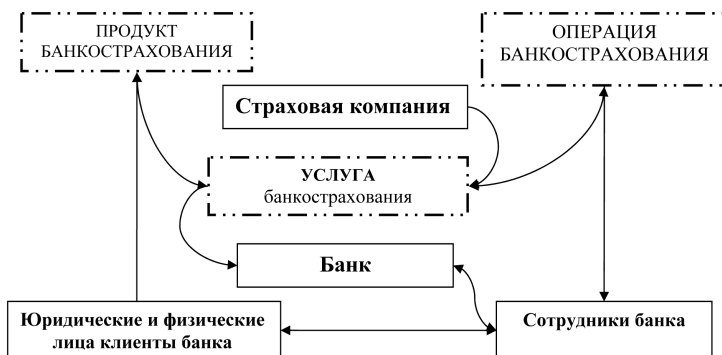 ПРОДУКТ
БАНКОСТРАХОВАНИЯ
ОПЕРАЦИЯ
БАНКОСТРАХОВАНИЯ
Страховая компания
УСЛУГА
банкострахования
Банк
Юридические и физические
лица клиенты банка
Сотрудники банка